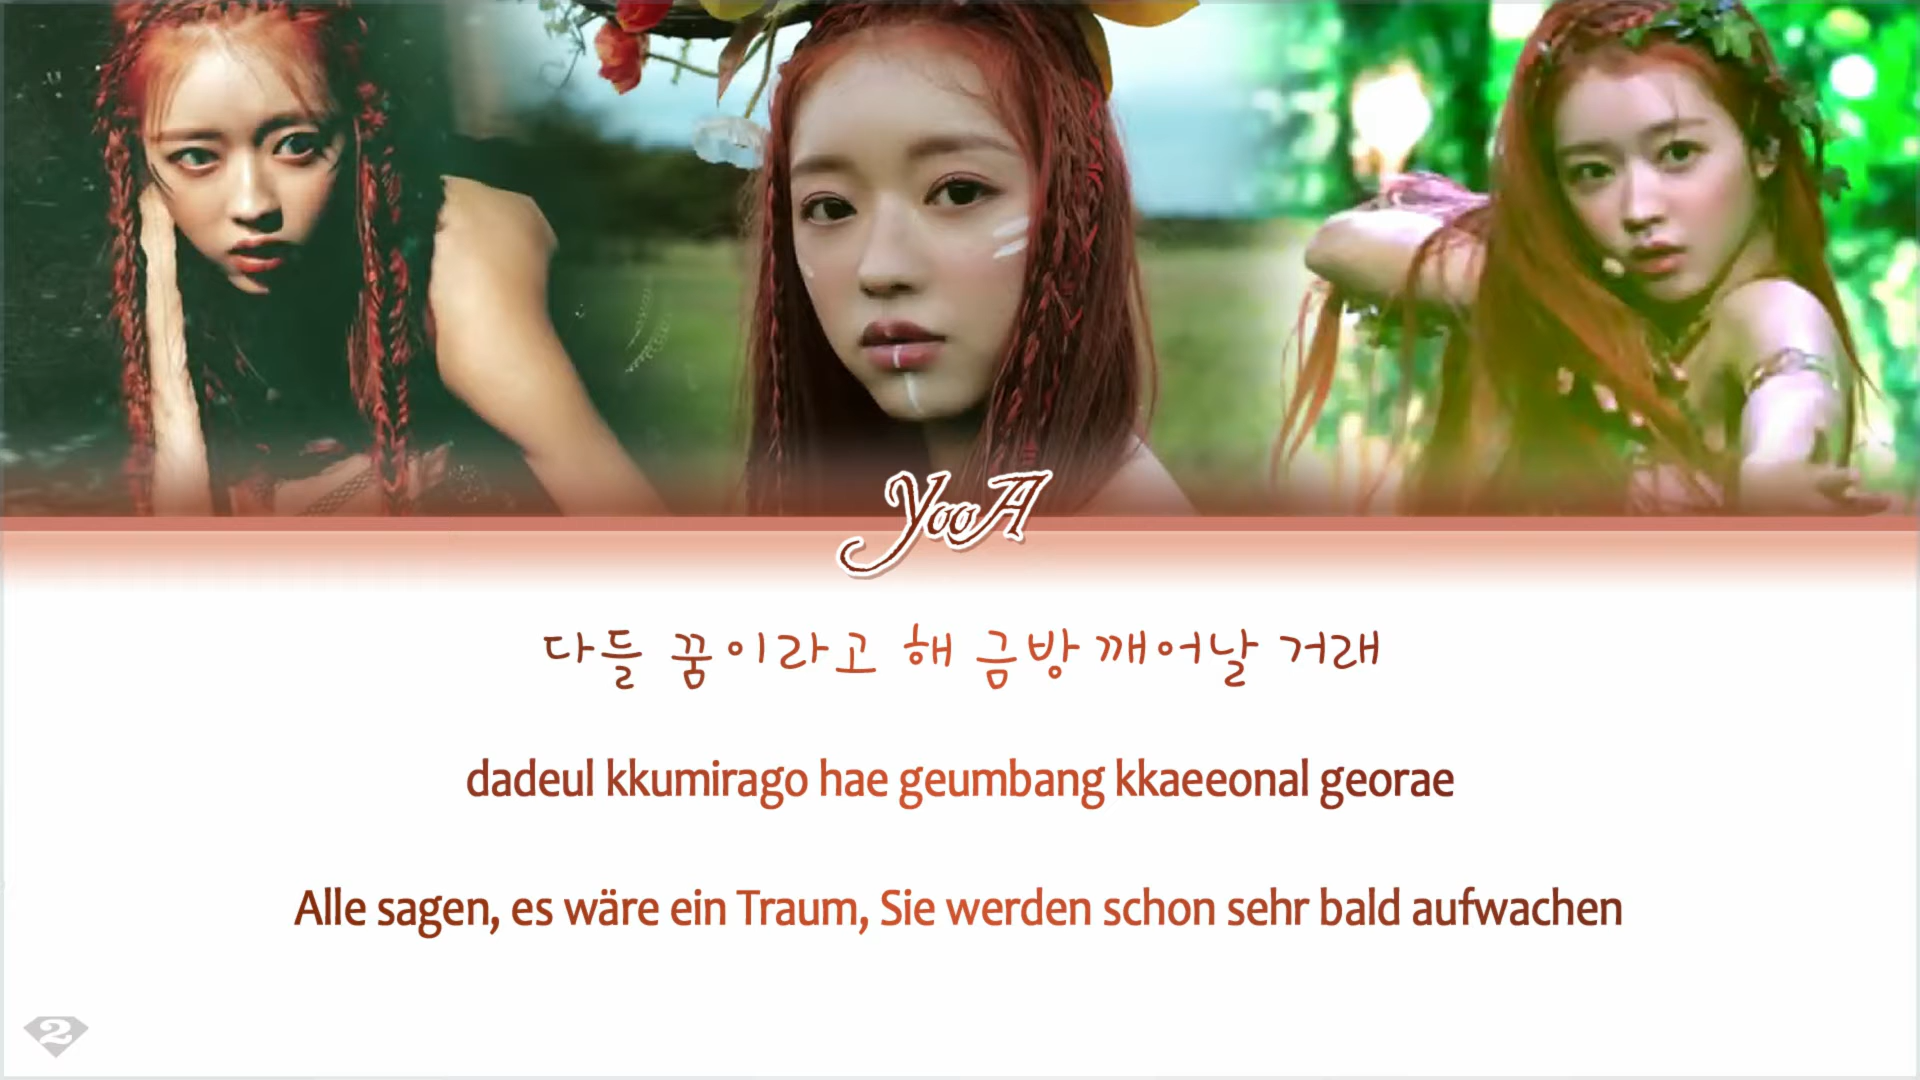 YooA
다들 꿈이라고 해 금방 깨어날 거래
dadeul kkumirago hae geumbang kkaeeonal georae
Alle sagen, es wäre ein Traum, Sie werden schon sehr bald aufwachen
2